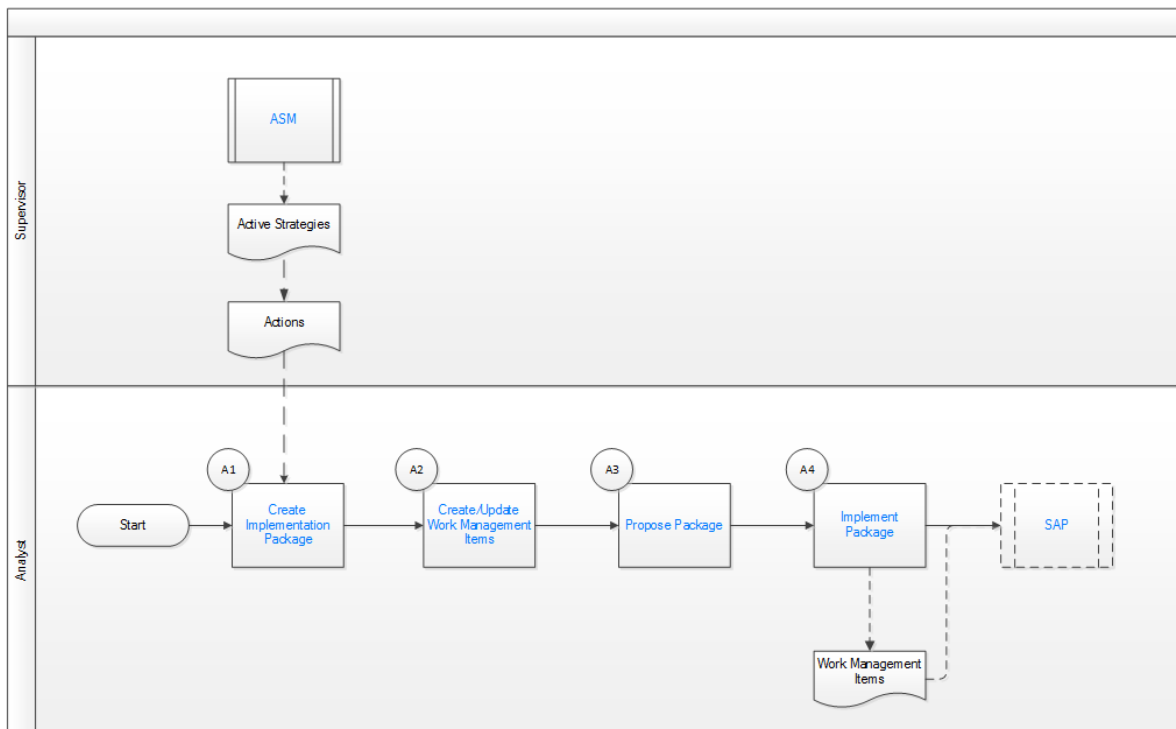 Supervisor
ASM
Active Strategies
Actions
Analyst
Start
A1
Create
Implementation
Package
A2
Create/Update
Work Management
Items
A3
Propose Package
A4
Implement
Package
SAP
Work Management
Items